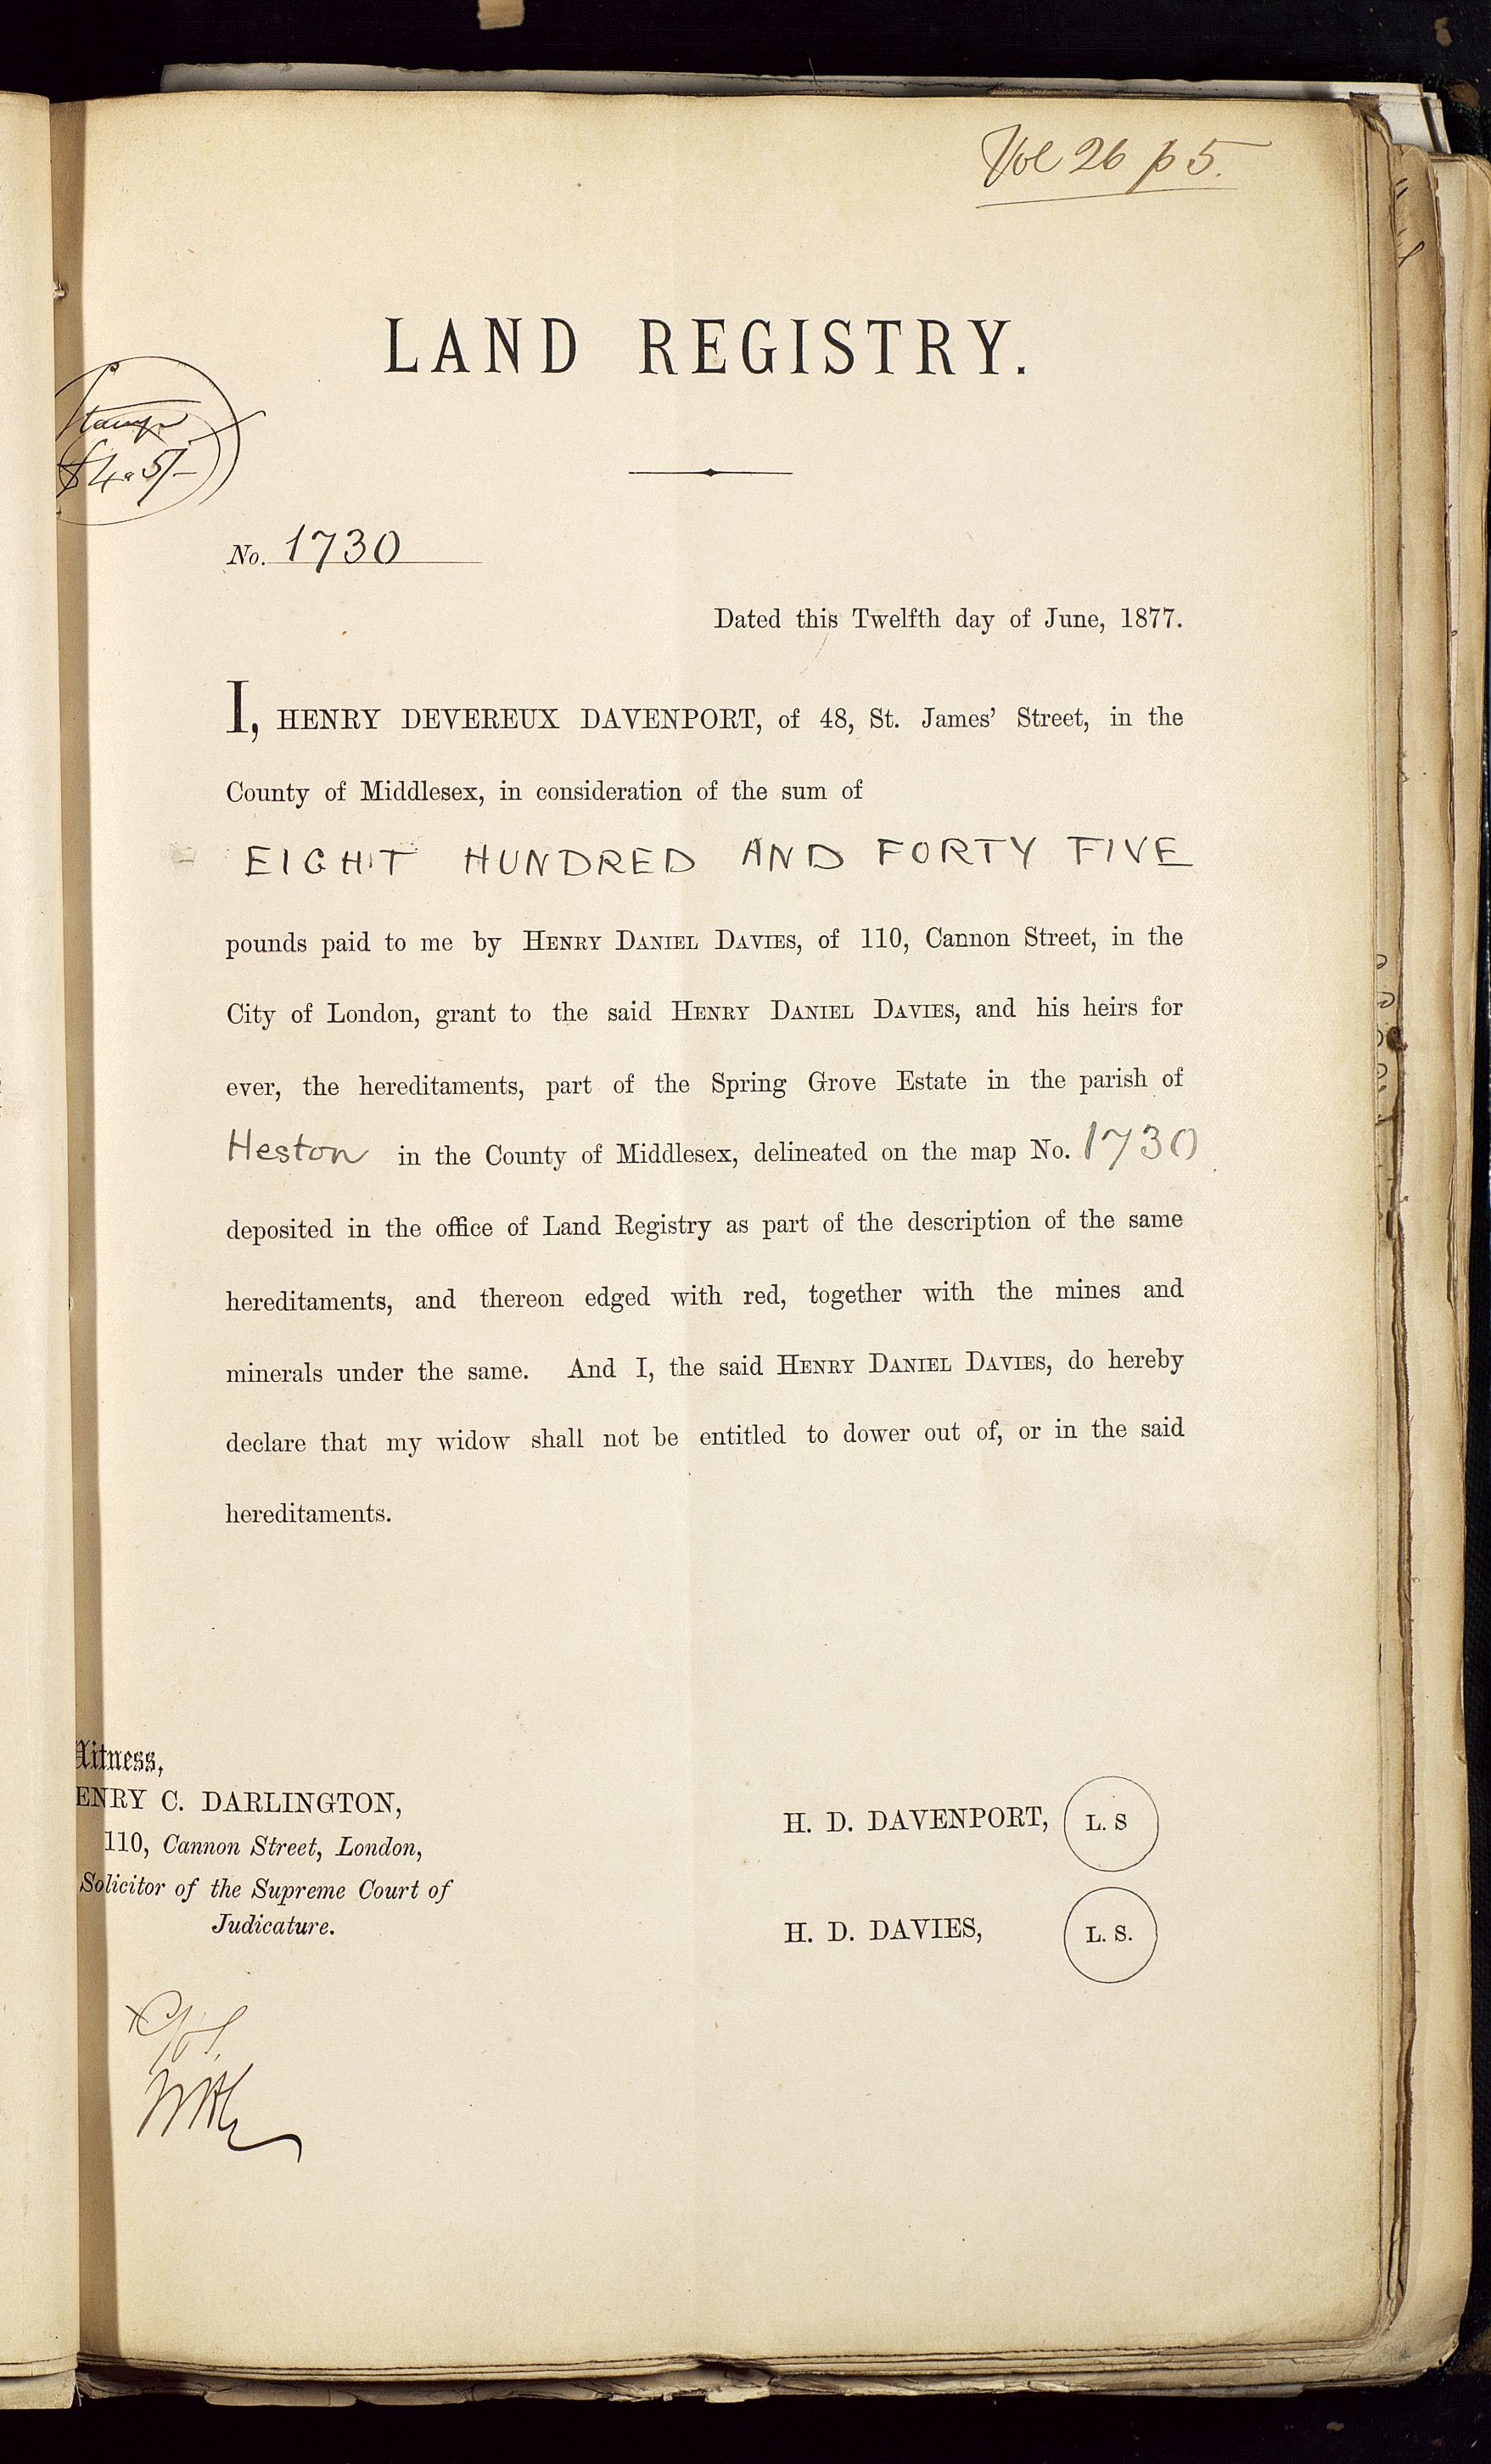 Vol 26 p 5.
LAND REGISTRY.
Stamp
£4.5/-
No. 1730
Dated this Twelfth day of June, 1877.
I, HENRY DEVEREUX DAVENPORT, of 48, St. James' Street, in the
County of Middlesex, in consideration of the sum of
EIGHT HUNDRED AND FORTY FIVE
pounds paid to me by HENRY DANIEL DAVIES, of 110, Cannon Street, in the
City of London, grant to the said HENRY DANIEL DAVIES, and his heirs for
ever, the hereditaments, part of the Spring Grove Estate in the parish of
Heston in the County of Middlesex, delineated on the map No. 1730
deposited in the office of Land Registry as part of the description of the same
hereditaments, and thereon edged with red, together with the mines and
minerals under the same. And I, the said HENRY DANIEL DAVIES, do hereby
declare that my widow shall not be entitled to dower out of, or in the said
hereditaments.
Witness,
ENRY C. DARLINGTON,
110, Cannon Street, London,
Solicitor of the Supreme Court of
Judicature.
H. D. DAVENPORT, L. S
H. D. DAVIES, L. S.